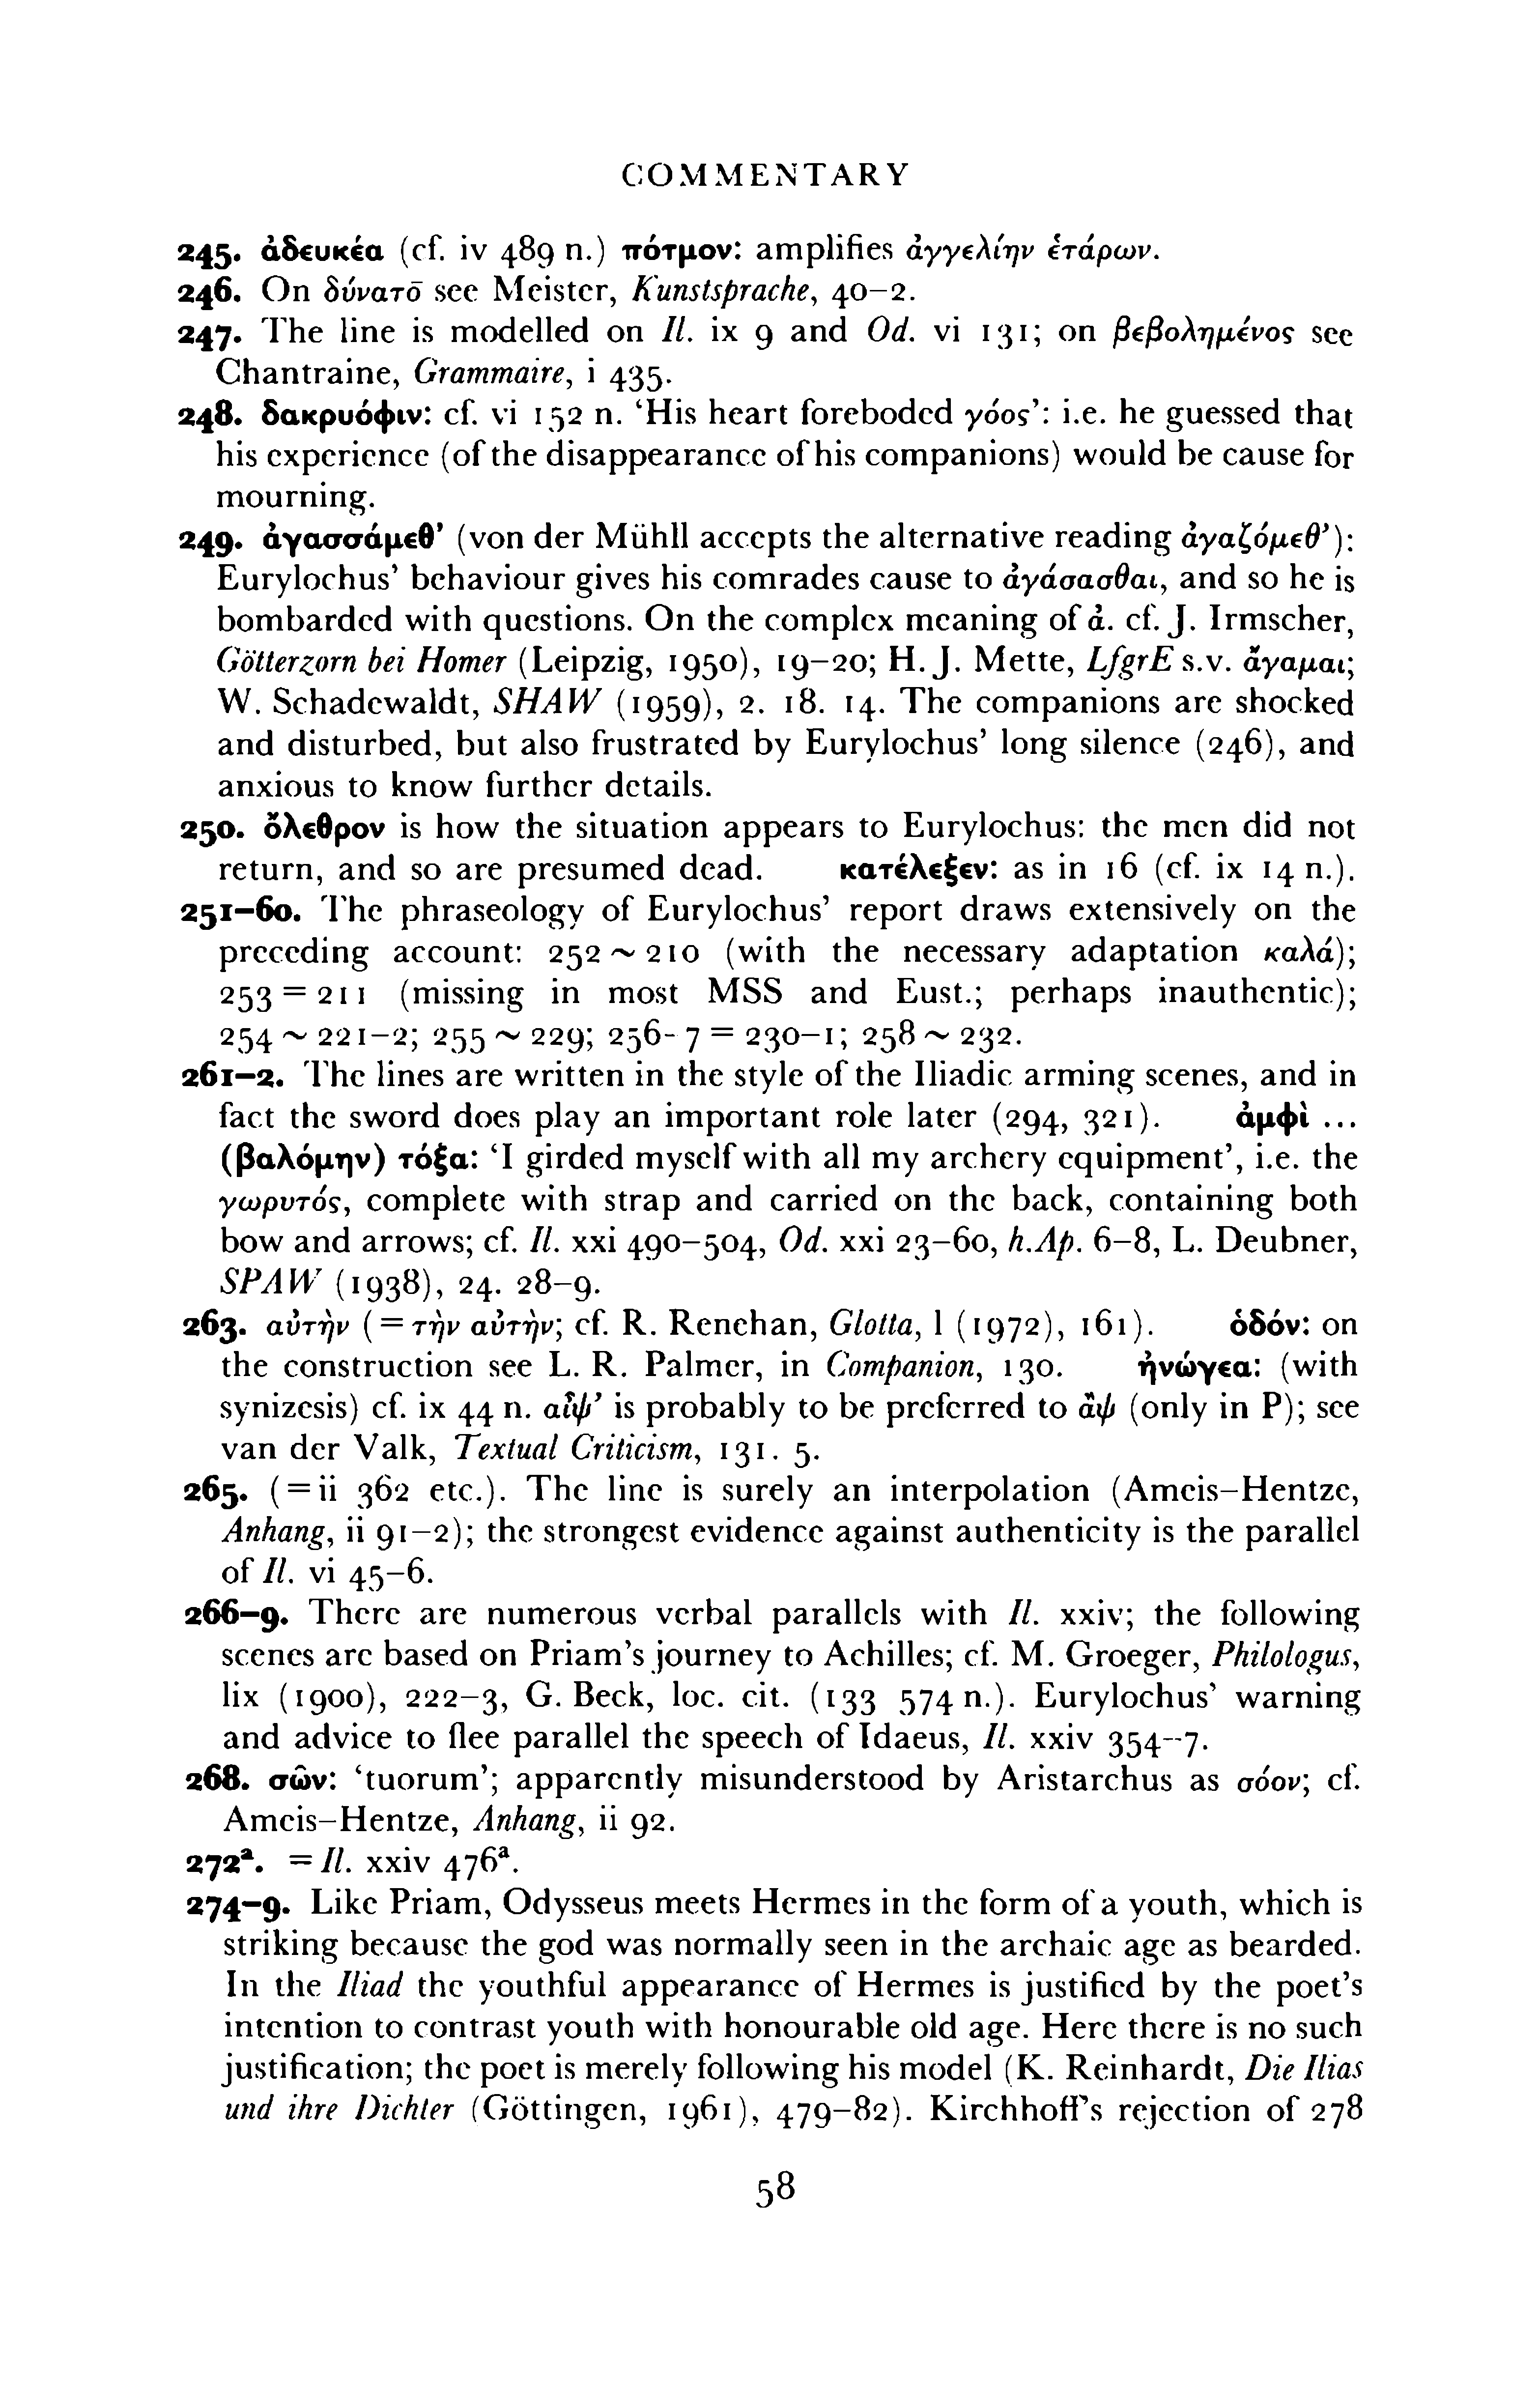 COMMENTARY
245. ἀδευκέα (cf. iv 489 n.) πότμον: amplifies ἀγγελίην ἑτάρων.
246. On δύνατο̄ see Meister, Kunstsprache, 40–2.
247. The line is modelled on Il. ix 9 and Od. vi 131; on βεβολημένος see
Chantraine, Grammaire, i 435.
248. δακρυόφιν: cf. vi 152 n. ‘His heart foreboded γόος’: i.e. he guessed that
his experience (of the disappearance of his companions) would be cause for
mourning.
249. ἀγασσάμεθ’ (von der Mühll accepts the alternative reading ἀγαζόμεθ’):
Eurylochus’ behaviour gives his comrades cause to ἀγάσασθαι, and so he is
bombarded with questions. On the complex meaning of ἀ. cf. J. Irmscher,
Götterzorn bei Homer (Leipzig, 1950), 19–20; H. J. Mette, LfgrE s.v. ἄγαμαι;
W. Schadewaldt, SHAW (1959), 2. 18. 14. The companions are shocked
and disturbed, but also frustrated by Eurylochus’ long silence (246), and
anxious to know further details.
250. ὄλεθρον is how the situation appears to Eurylochus: the men did not
return, and so are presumed dead. κατέλεξεν: as in 16 (cf. ix 14 n.).
251–60. The phraseology of Eurylochus’ report draws extensively on the
preceding account: 252 ~ 210 (with the necessary adaptation καλά);
253 = 211 (missing in most MSS and Eust.; perhaps inauthentic);
254 ~ 221–2; 255 ~ 229; 256–7 = 230–1; 258 ~ 232.
261–2. The lines are written in the style of the Iliadic arming scenes, and in
fact the sword does play an important role later (294, 321). ἀμφὶ ...
(βαλόμην) τόξα: ‘I girded myself with all my archery equipment’, i.e. the
γωρυτός, complete with strap and carried on the back, containing both
bow and arrows; cf. Il. xxi 490–504, Od. xxi 23–60, h.Ap. 6–8, L. Deubner,
SPAW (1938), 24. 28–9.
263. αὐτὴν (= τὴν αὐτὴν; cf. R. Renehan, Glotta, l (1972), 161). ὁδόν: on
the construction see L. R. Palmer, in Companion, 130. ἠνώγεα: (with
synizesis) cf. ix 44 n. αἶψ’ is probably to be preferred to ἂψ (only in P); see
van der Valk, Textual Criticism, 131. 5.
265. (= ii 362 etc.). The line is surely an interpolation (Ameis–Hentze,
Anhang, ii 91–2); the strongest evidence against authenticity is the parallel
of Il. vi 45–6.
266–9. There are numerous verbal parallels with Il. xxiv; the following
scenes are based on Priam’s journey to Achilles; cf. M. Groeger, Philologus,
lix (1900), 222–3, G. Beck, loc. cit. (133 574 n.). Eurylochus’ warning
and advice to flee parallel the speech of Idaeus, Il. xxiv 354–7.
268. σῶν: ‘tuorum’; apparently misunderstood by Aristarchus as σόον; cf.
Ameis–Hentze, Anhang, ii 92.
272ª. = Il. xxiv 476ª.
274–9. Like Priam, Odysseus meets Hermes in the form of a youth, which is
striking because the god was normally seen in the archaic age as bearded.
In the Iliad the youthful appearance of Hermes is justified by the poet’s
intention to contrast youth with honourable old age. Here there is no such
justification; the poet is merely following his model (K. Reinhardt, Die Ilias
und ihre Dichter (Göttingen, 1961), 479–82). Kirchhoff’s rejection of 278
58